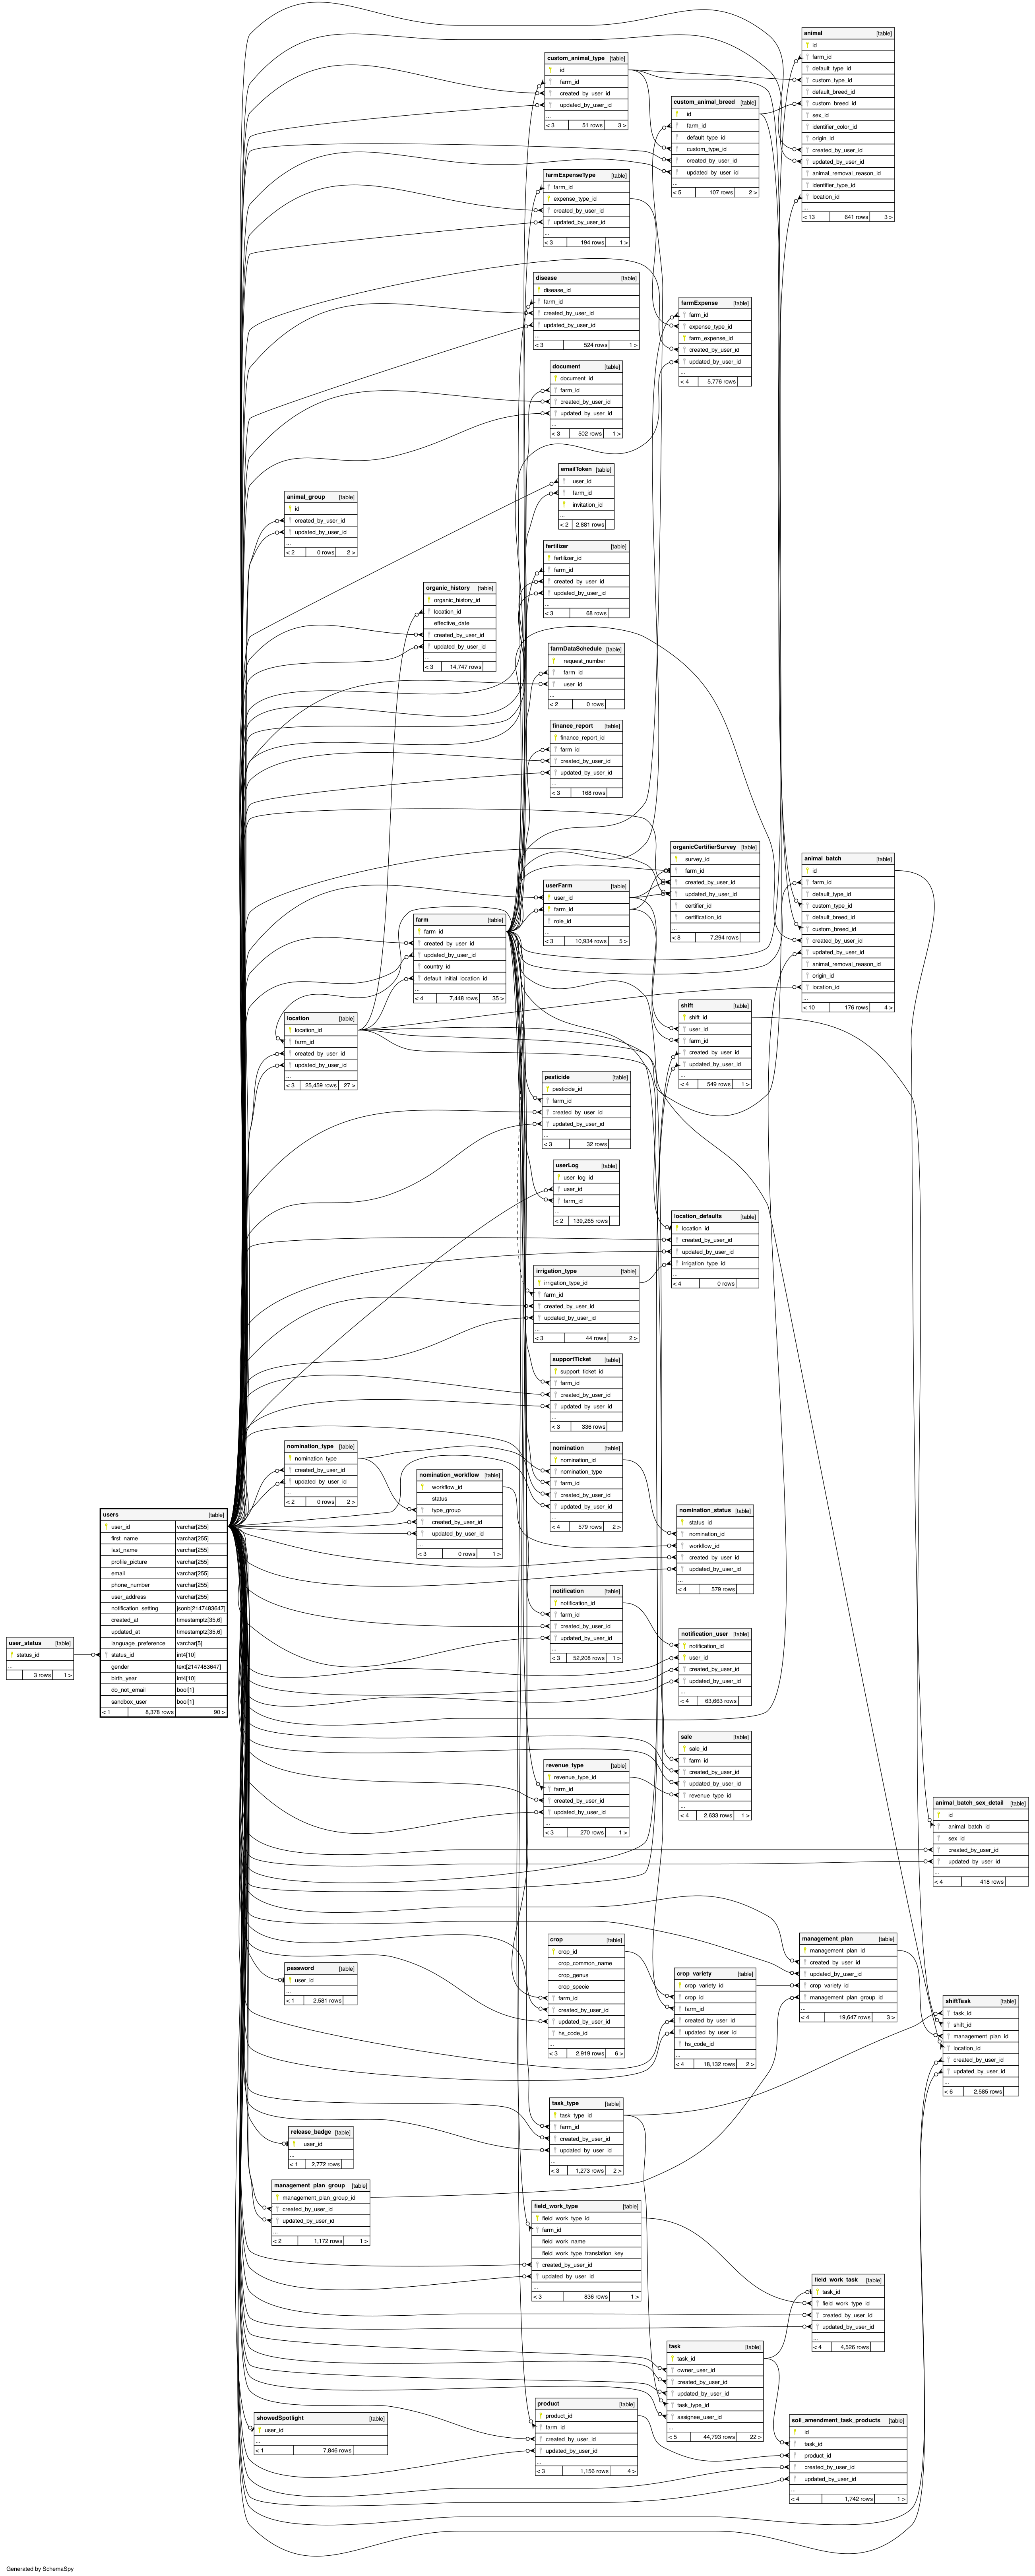 animal [table]
id
farm_id
default_type_id
custom_type_id
default_breed_id
custom_breed_id
sex_id
identifier_color_id
origin_id
created_by_user_id
updated_by_user_id
animal_removal_reason_id
identifier_type_id
location_id
...
< 13 641 rows 3 >
custom_animal_type [table]
id
farm_id
created_by_user_id
updated_by_user_id
...
< 3 51 rows 3 >
custom_animal_breed [table]
id
farm_id
default_type_id
custom_type_id
created_by_user_id
updated_by_user_id
...
< 5 107 rows 2 >
farmExpenseType [table]
farm_id
expense_type_id
created_by_user_id
updated_by_user_id
...
< 3 194 rows 1 >
disease [table]
disease_id
farm_id
created_by_user_id
updated_by_user_id
...
< 3 524 rows 1 >
farmExpense [table]
farm_id
expense_type_id
farm_expense_id
created_by_user_id
updated_by_user_id
...
< 4 5,776 rows
document [table]
document_id
farm_id
created_by_user_id
updated_by_user_id
...
< 3 502 rows 1 >
emailToken [table]
user_id
farm_id
invitation_id
...
< 2 2,881 rows
animal_group [table]
id
created_by_user_id
updated_by_user_id
...
< 2 0 rows 2 >
fertilizer [table]
fertilizer_id
farm_id
created_by_user_id
updated_by_user_id
...
< 3 68 rows
organic_history [table]
organic_history_id
location_id
effective_date
created_by_user_id
updated_by_user_id
...
< 3 14,747 rows
farmDataSchedule [table]
request_number
farm_id
user_id
...
< 2 0 rows
finance_report [table]
finance_report_id
farm_id
created_by_user_id
updated_by_user_id
...
< 3 168 rows
organicCertifierSurvey [table]
survey_id
farm_id
created_by_user_id
updated_by_user_id
certifier_id
certification_id
...
< 8 7,294 rows
animal_batch [table]
id
farm_id
default_type_id
custom_type_id
default_breed_id
custom_breed_id
created_by_user_id
updated_by_user_id
animal_removal_reason_id
origin_id
location_id
...
< 10 176 rows 4 >
userFarm [table]
user_id
farm_id
role_id
...
< 3 10,934 rows 5 >
farm [table]
farm_id
created_by_user_id
updated_by_user_id
country_id
default_initial_location_id
...
< 4 7,448 rows 35 >
shift [table]
shift_id
user_id
farm_id
created_by_user_id
updated_by_user_id
...
< 4 549 rows 1 >
location [table]
location_id
farm_id
created_by_user_id
updated_by_user_id
...
< 3 25,459 rows 27 >
pesticide [table]
pesticide_id
farm_id
created_by_user_id
updated_by_user_id
...
< 3 32 rows
userLog [table]
user_log_id
user_id
farm_id
...
< 2 139,265 rows
location_defaults [table]
location_id
created_by_user_id
updated_by_user_id
irrigation_type_id
...
< 4 0 rows
irrigation_type [table]
irrigation_type_id
farm_id
created_by_user_id
updated_by_user_id
...
< 3 44 rows 2 >
supportTicket [table]
support_ticket_id
farm_id
created_by_user_id
updated_by_user_id
...
< 3 336 rows
nomination_type [table]
nomination_type
created_by_user_id
updated_by_user_id
...
< 2 0 rows 2 >
nomination [table]
nomination_id
nomination_type
farm_id
created_by_user_id
updated_by_user_id
...
< 4 579 rows 2 >
nomination_workflow [table]
workflow_id
status
type_group
created_by_user_id
updated_by_user_id
...
< 3 0 rows 1 >
nomination_status [table]
status_id
nomination_id
workflow_id
created_by_user_id
updated_by_user_id
...
< 4 579 rows
users [table]
user_id varchar[255]
first_name varchar[255]
last_name varchar[255]
profile_picture varchar[255]
email varchar[255]
phone_number varchar[255]
user_address varchar[255]
notification_setting jsonb[2147483647]
created_at timestamptz[35,6]
updated_at timestamptz[35,6]
language_preference varchar[5]
status_id int4[10]
gender text[2147483647]
birth_year int4[10]
do_not_email bool[1]
sandbox_user bool[1]
< 1 8,378 rows 90 >
user_status [table]
status_id
...
3 rows 1 >
notification [table]
notification_id
farm_id
created_by_user_id
updated_by_user_id
...
< 3 52,208 rows 1 >
notification_user [table]
notification_id
user_id
created_by_user_id
updated_by_user_id
...
< 4 63,663 rows
sale [table]
sale_id
farm_id
created_by_user_id
updated_by_user_id
revenue_type_id
...
< 4 2,633 rows 1 >
revenue_type [table]
revenue_type_id
farm_id
created_by_user_id
updated_by_user_id
...
< 3 270 rows 1 >
animal_batch_sex_detail [table]
id
animal_batch_id
sex_id
created_by_user_id
updated_by_user_id
...
< 4 418 rows
management_plan [table]
management_plan_id
created_by_user_id
updated_by_user_id
crop_variety_id
management_plan_group_id
...
< 4 19,647 rows 3 >
crop [table]
crop_id
crop_common_name
crop_genus
crop_specie
farm_id
created_by_user_id
updated_by_user_id
hs_code_id
...
< 3 2,919 rows 6 >
password [table]
user_id
...
< 1 2,581 rows
crop_variety [table]
crop_variety_id
crop_id
farm_id
created_by_user_id
updated_by_user_id
hs_code_id
...
< 4 18,132 rows 2 >
shiftTask [table]
task_id
shift_id
management_plan_id
location_id
created_by_user_id
updated_by_user_id
...
< 6 2,585 rows
task_type [table]
task_type_id
farm_id
created_by_user_id
updated_by_user_id
...
< 3 1,273 rows 2 >
release_badge [table]
user_id
...
< 1 2,772 rows
management_plan_group [table]
management_plan_group_id
created_by_user_id
updated_by_user_id
...
< 2 1,172 rows 1 >
field_work_type [table]
field_work_type_id
farm_id
field_work_name
field_work_type_translation_key
created_by_user_id
updated_by_user_id
...
< 3 836 rows 1 >
field_work_task [table]
task_id
field_work_type_id
created_by_user_id
updated_by_user_id
...
< 4 4,526 rows
task [table]
task_id
owner_user_id
created_by_user_id
updated_by_user_id
task_type_id
assignee_user_id
...
< 5 44,793 rows 22 >
product [table]
product_id
farm_id
created_by_user_id
updated_by_user_id
...
< 3 1,156 rows 4 >
showedSpotlight [table]
user_id
...
< 1 7,846 rows
soil_amendment_task_products [table]
id
task_id
product_id
created_by_user_id
updated_by_user_id
...
< 4 1,742 rows 1 >
Generated by SchemaSpy